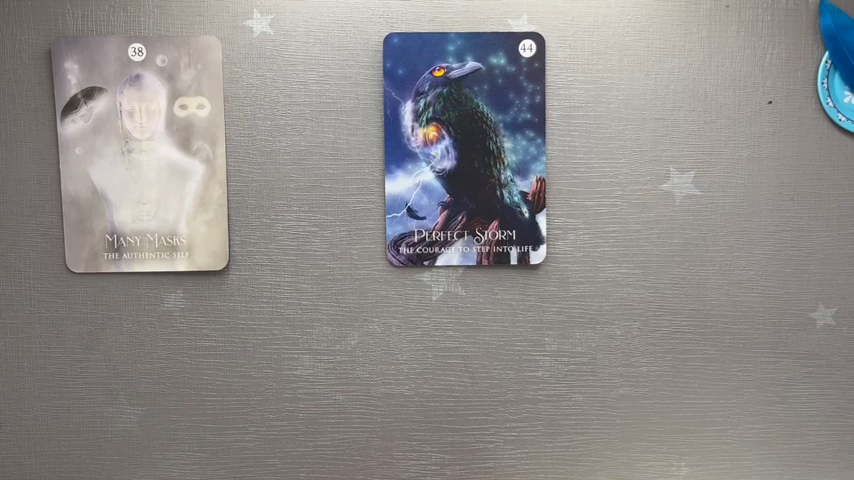 38
MANY MASKS
THE AUTHENTIC SELF
44
PERFECT STORM
THE COURAGE TO STEP INTO LIFE